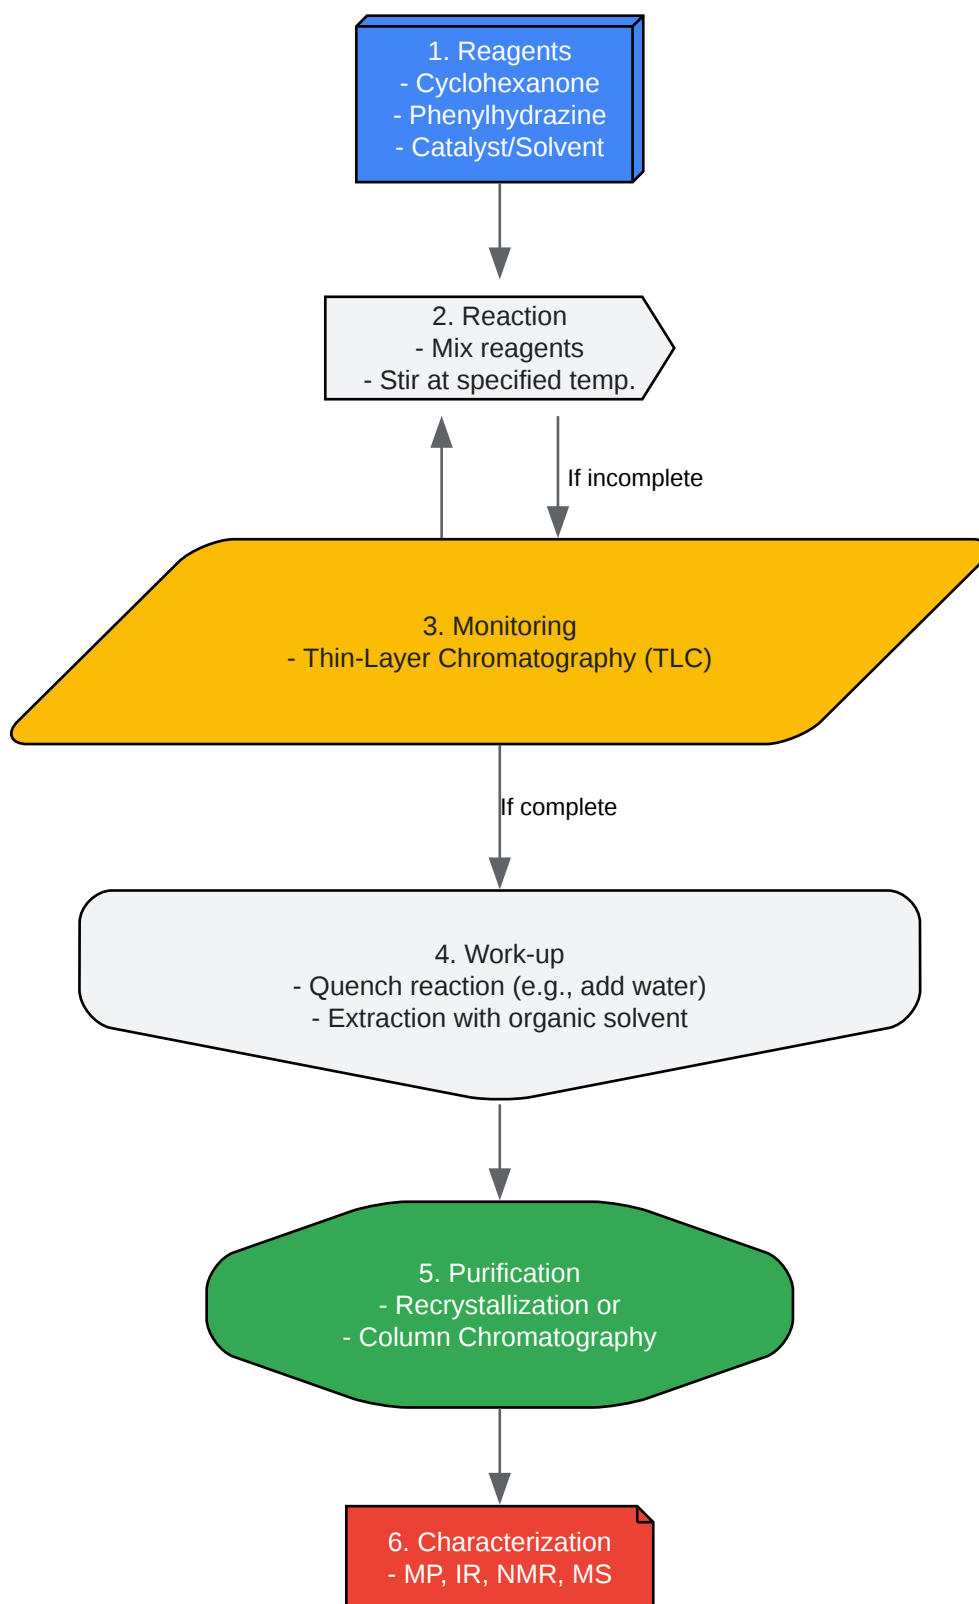 1. Reagents
- Cyclohexanone
- Phenylhydrazine
- Catalyst/Solvent
2. Reaction
- Mix reagents
- Stir at specified temp.
If incomplete
3. Monitoring
- Thin-Layer Chromatography (TLC)
If complete
4. Work-up
- Quench reaction (e.g., add water)
- Extraction with organic solvent
5. Purification
- Recrystallization or
- Column Chromatography
6. Characterization
- MP, IR, NMR, MS